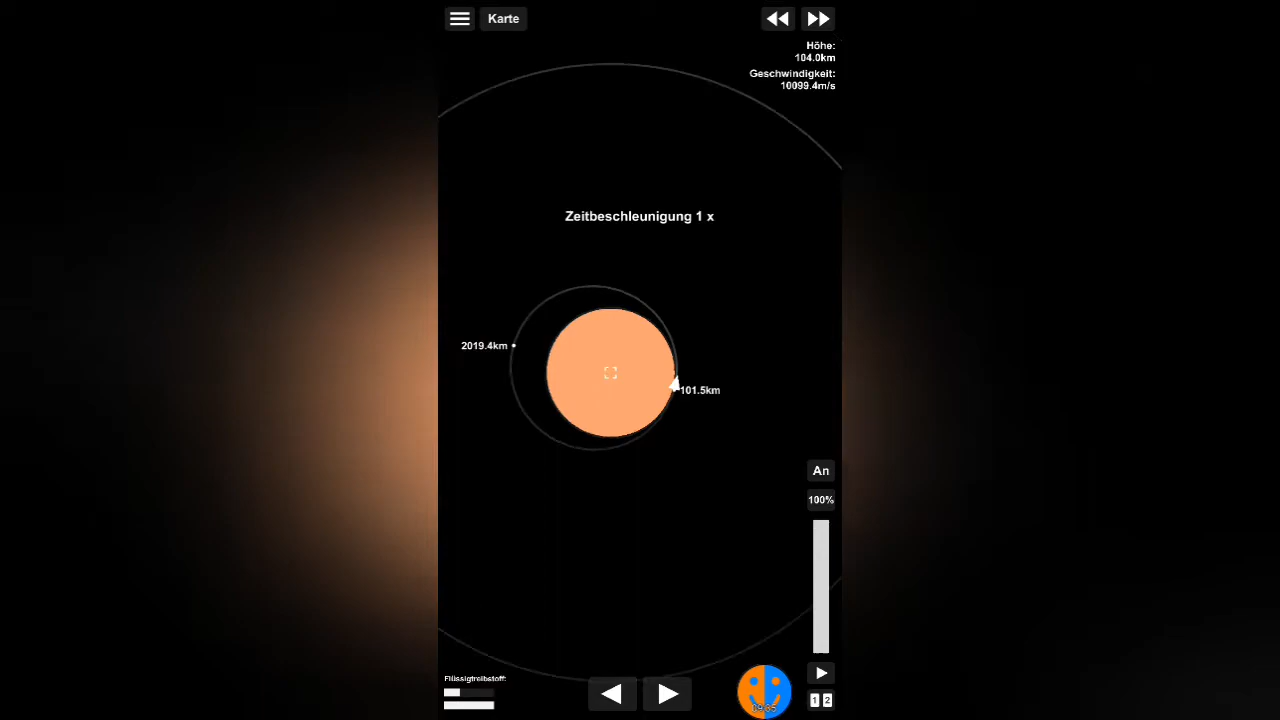 Karte
Höhe:
104.0km
Geschwindigkeit:
10099.4m/s
Zeitbeschleunigung 1 x
2019.4km
101.5km
An
100%
Flüssigtreibstoff:
1 2